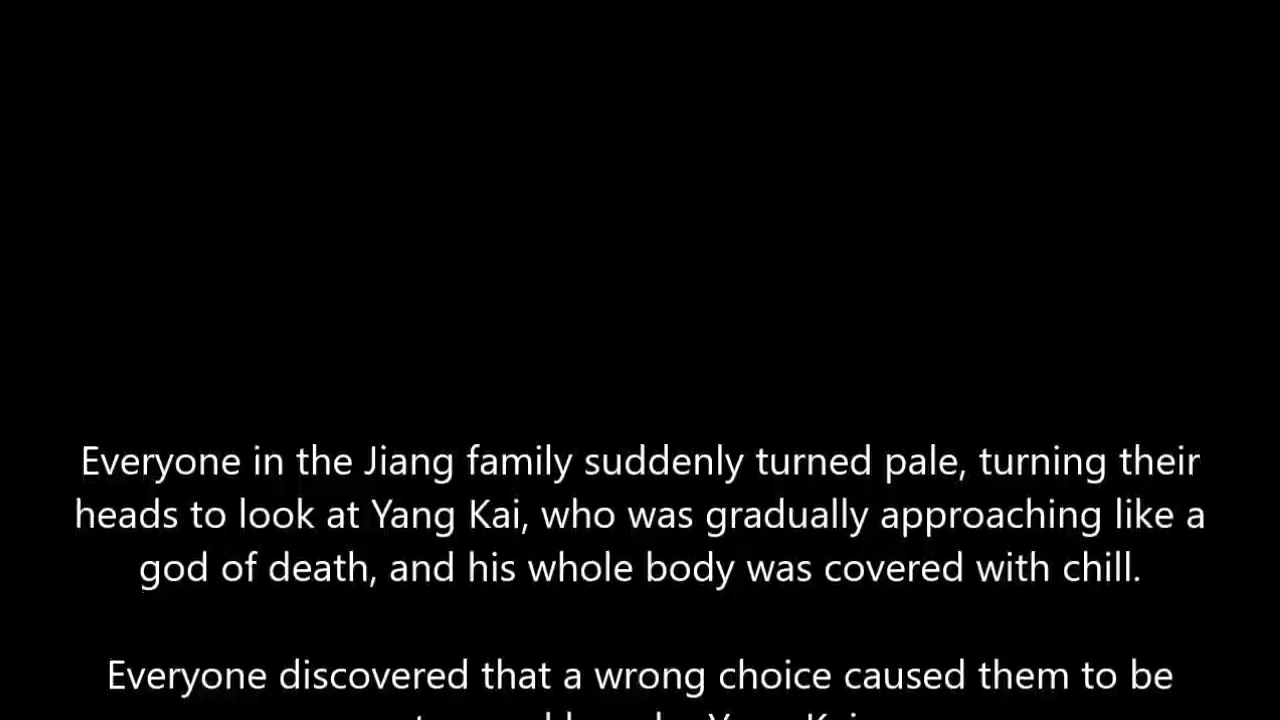 Everyone in the Jiang family suddenly turned pale, turning their
heads to look at Yang Kai, who was gradually approaching like a
god of death, and his whole body was covered with chill.
Everyone discovered that a wrong choice caused them to be
Yang Kai